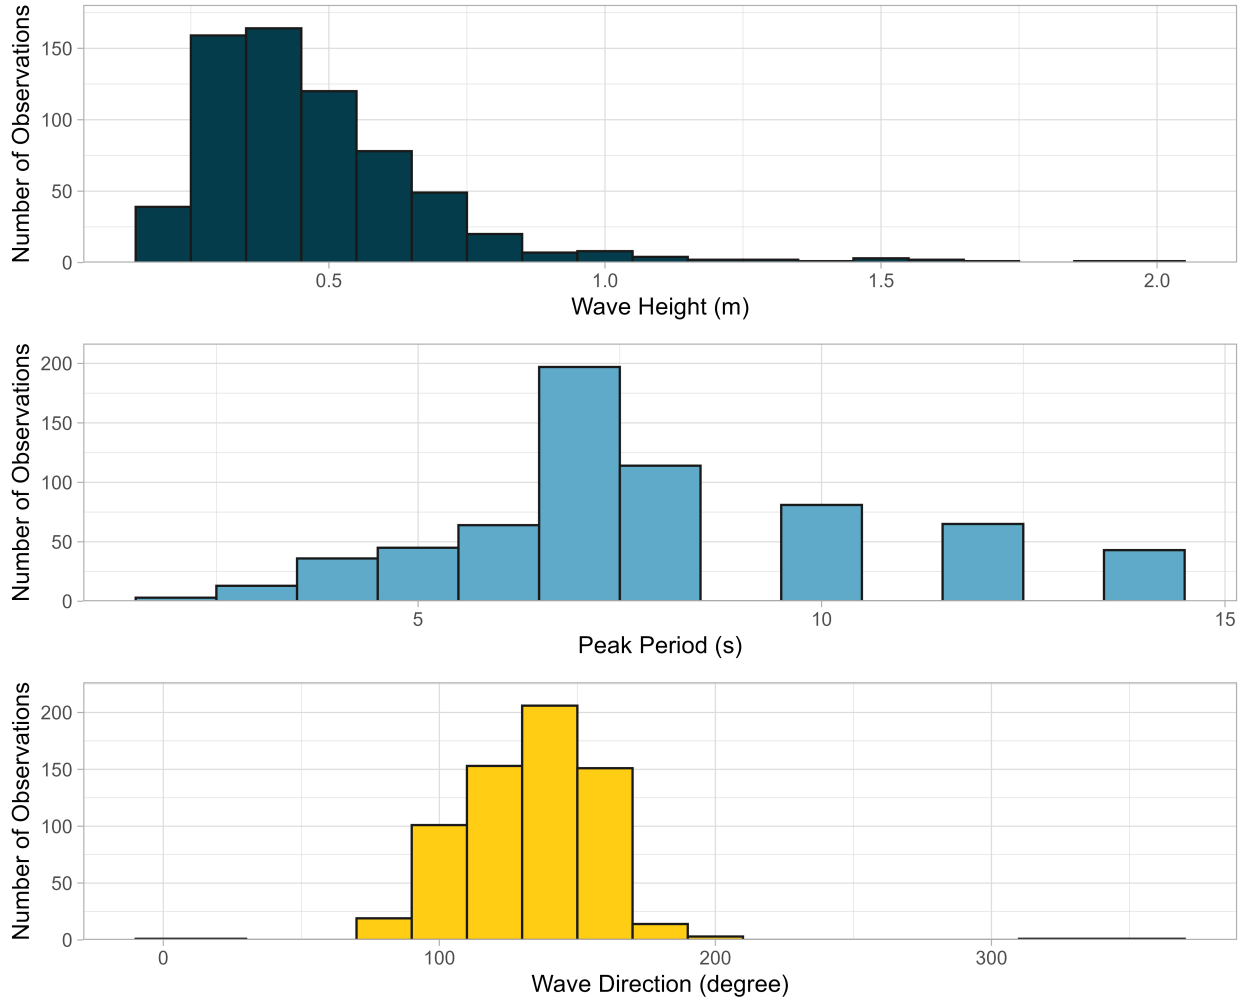 Number of Observations
150
100
50
0
0.5 1.0 1.5 2.0
Wave Height (m)
Number of Observations
200
150
100
50
0
5 10 15
Peak Period (s)
Number of Observations
200
150
100
50
0
0 100 200 300
Wave Direction (degree)